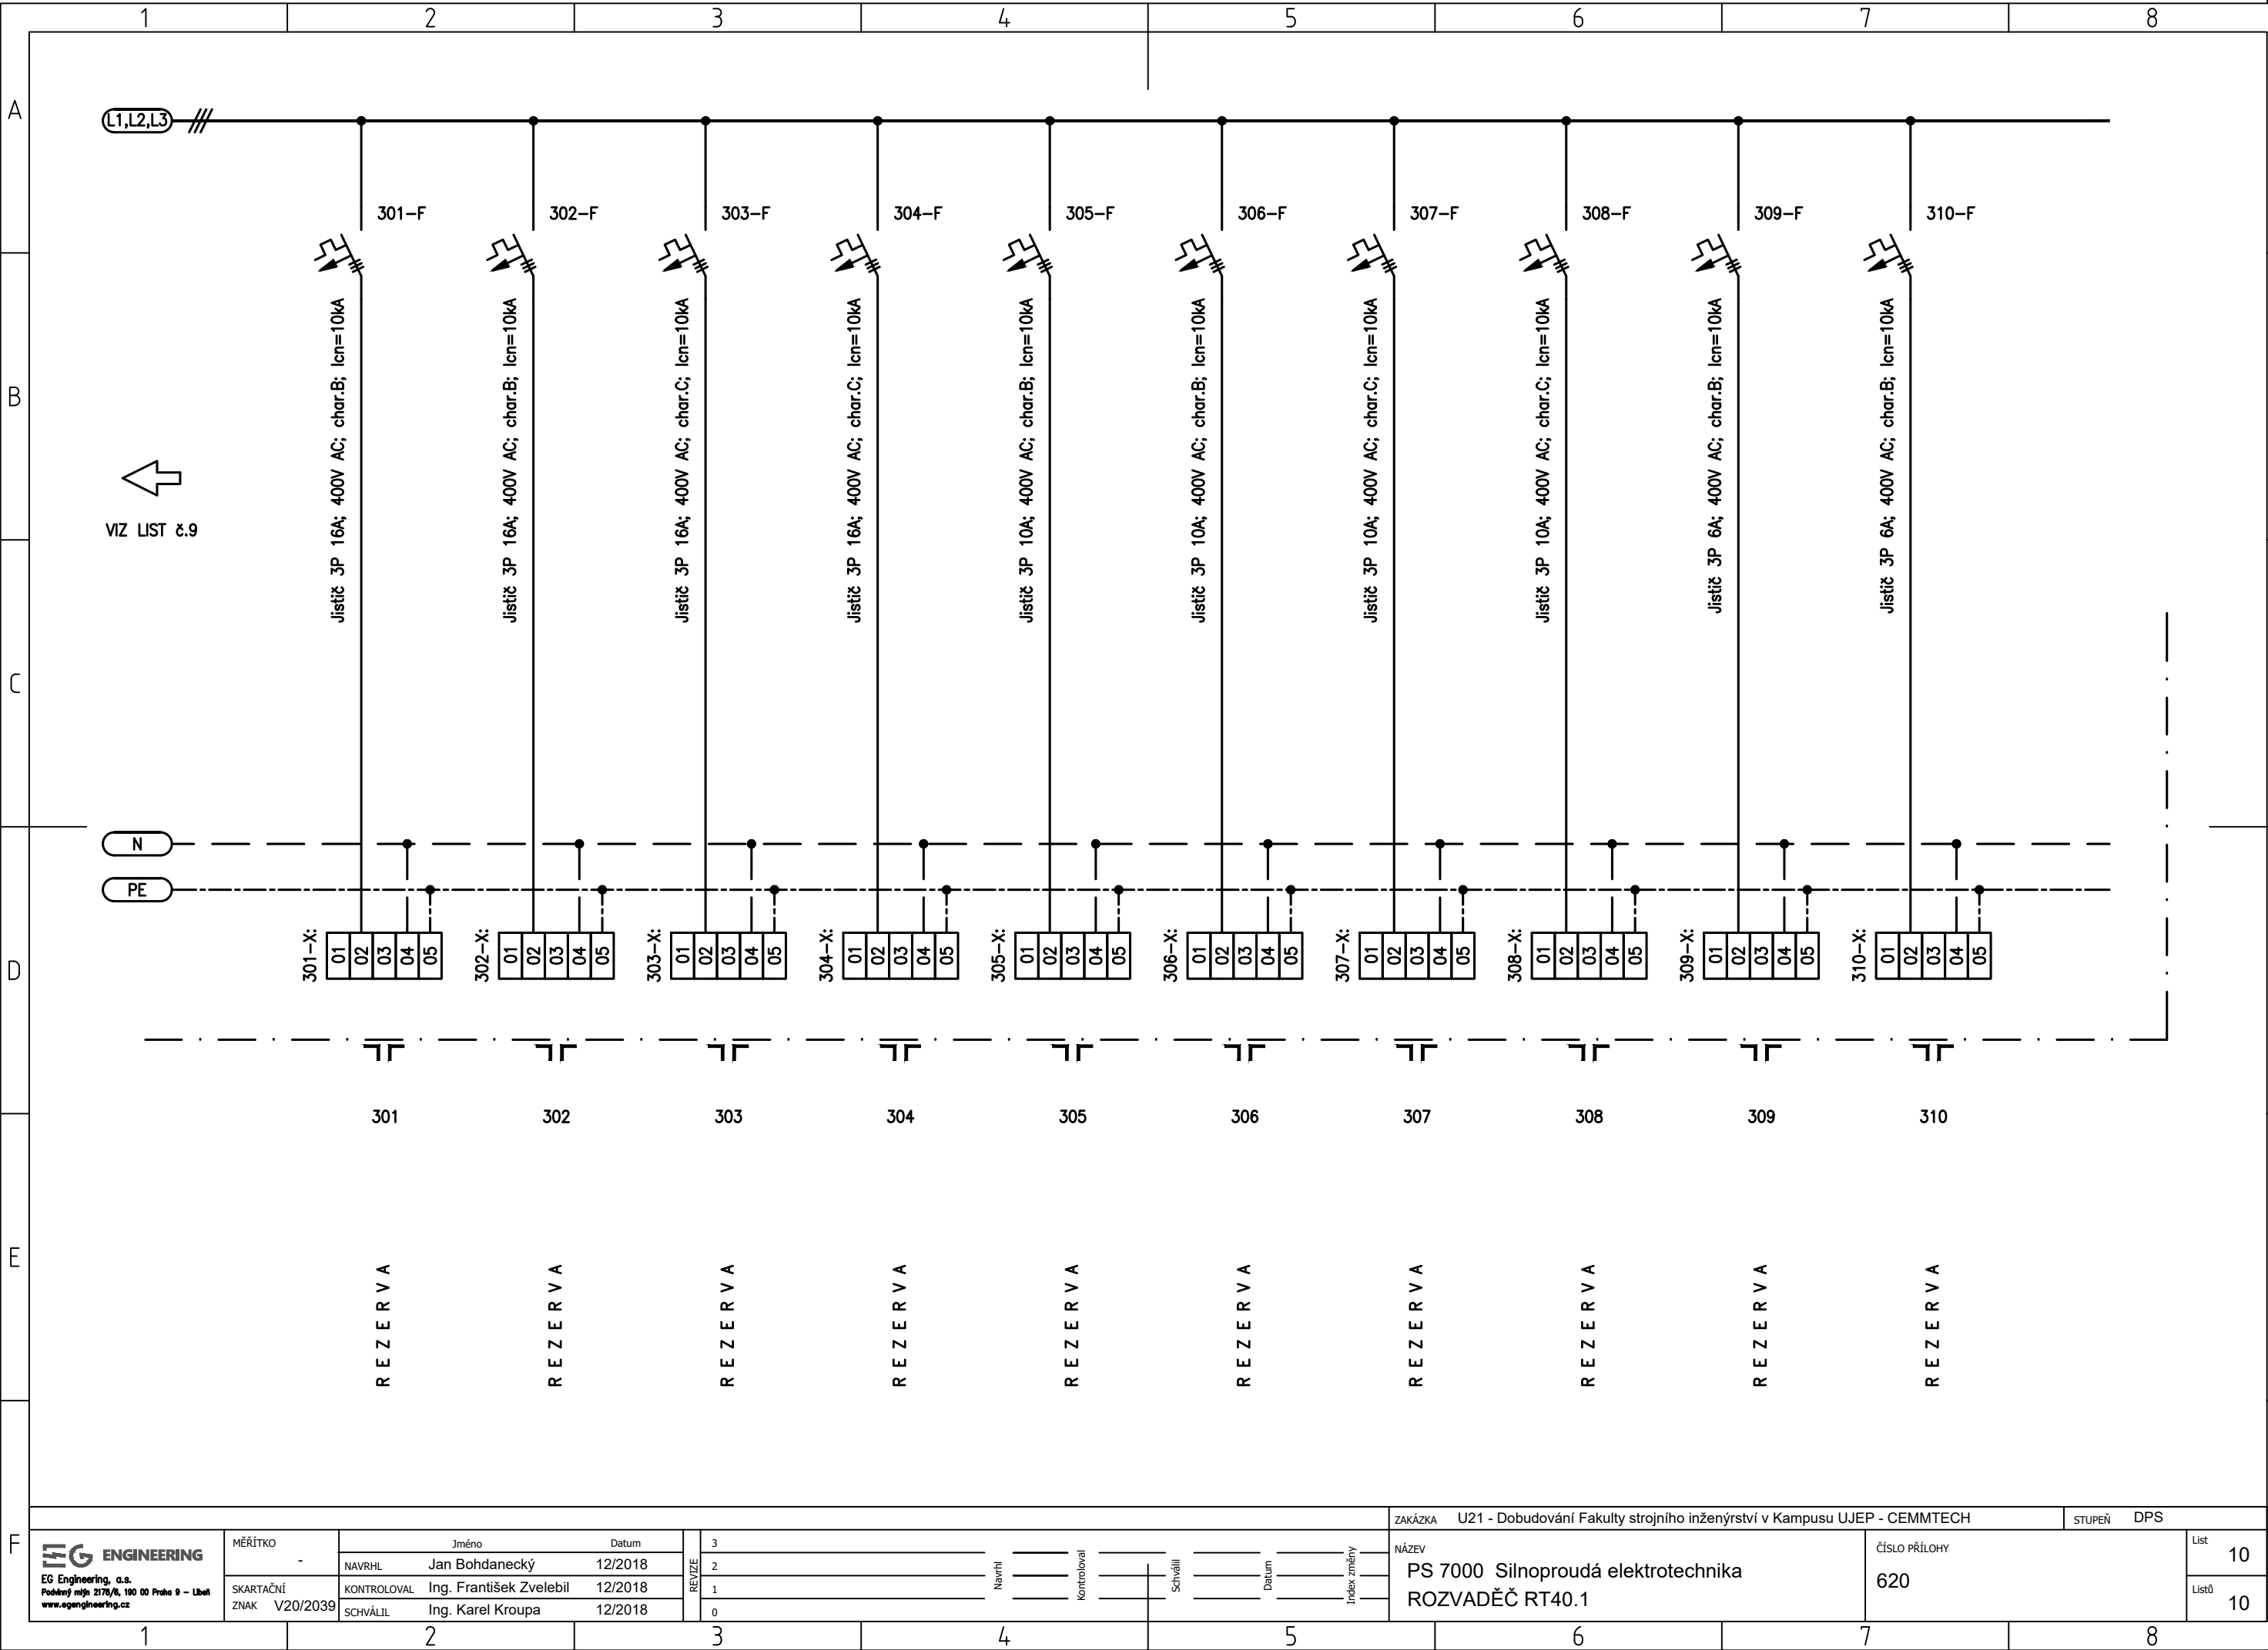 1 2 3 4 5 6 7 8
A
L1,L2,L3
301-F 302-F 303-F 304-F 305-F 306-F 307-F 308-F 309-F 310-F
B
Jistič 3P 16A; 400V AC; char.B; Icn=10kA
Jistič 3P 16A; 400V AC; char.B; Icn=10kA
Jistič 3P 16A; 400V AC; char.C; Icn=10kA
Jistič 3P 16A; 400V AC; char.C; Icn=10kA
Jistič 3P 10A; 400V AC; char.B; Icn=10kA
Jistič 3P 10A; 400V AC; char.B; Icn=10kA
Jistič 3P 10A; 400V AC; char.C; Icn=10kA
Jistič 3P 10A; 400V AC; char.C; Icn=10kA
Jistič 3P 6A; 400V AC; char.B; Icn=10kA
Jistič 3P 6A; 400V AC; char.B; Icn=10kA
VIZ LIST č.9
C
N
PE
D
301-X: 01 02 03 04 05
302-X: 01 02 03 04 05
303-X: 01 02 03 04 05
304-X: 01 02 03 04 05
305-X: 01 02 03 04 05
306-X: 01 02 03 04 05
307-X: 01 02 03 04 05
308-X: 01 02 03 04 05
309-X: 01 02 03 04 05
310-X: 01 02 03 04 05
301 302 303 304 305 306 307 308 309 310
E
R E Z E R V A
R E Z E R V A
R E Z E R V A
R E Z E R V A
R E Z E R V A
R E Z E R V A
R E Z E R V A
R E Z E R V A
R E Z E R V A
R E Z E R V A
F
EG ENGINEERING
EG Engineering, a.s.
Podvinný mlýn 2178/6, 190 00 Praha 9 – Libeň
www.egengineering.cz
MĚŘÍTKO
-
SKARTAČNÍ
ZNAK V20/2039
Jméno Datum
NAVRHL Jan Bohdanecký 12/2018
KONTROLOVAL Ing. František Zvelebil 12/2018
SCHVÁLIL Ing. Karel Kroupa 12/2018
REVIZE
3
2
1
0
Navrhl
Kontroloval
Schválil
Datum
Index změny
ZAKÁZKA U21 - Dobudování Fakulty strojního inženýrství v Kampusu UJEP - CEMMTECH
STUPEŇ DPS
NÁZEV
PS 7000 Silnoproudá elektrotechnika
ROZVADĚČ RT40.1
ČÍSLO PŘÍLOHY
620
List
10
Listů
10
1 2 3 4 5 6 7 8